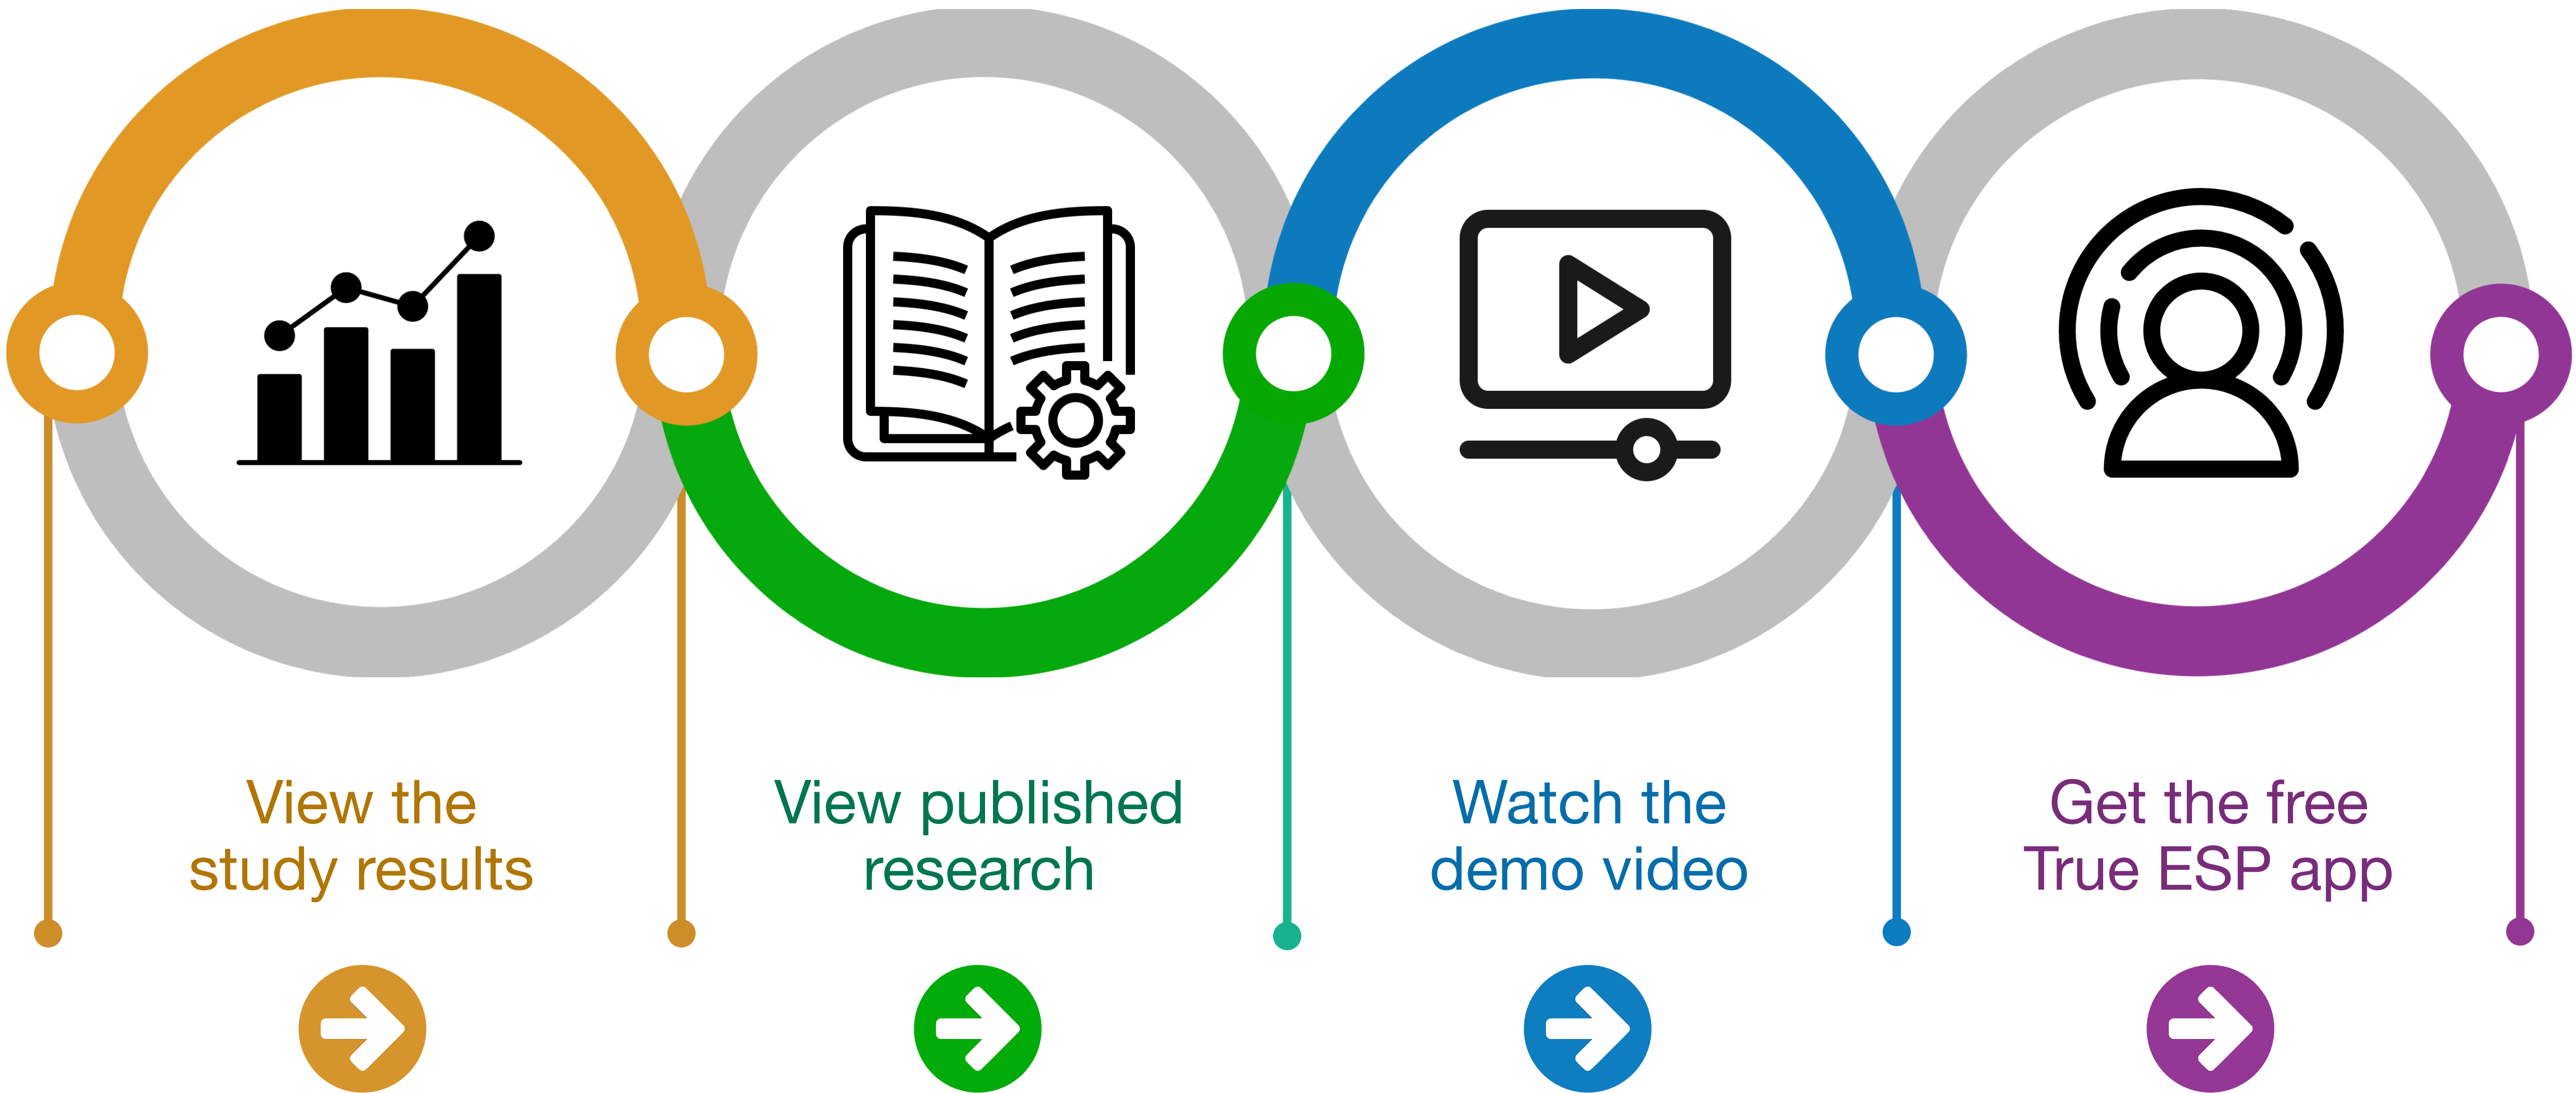 View the
study results
View published
research
Watch the
demo video
Get the free
True ESP app